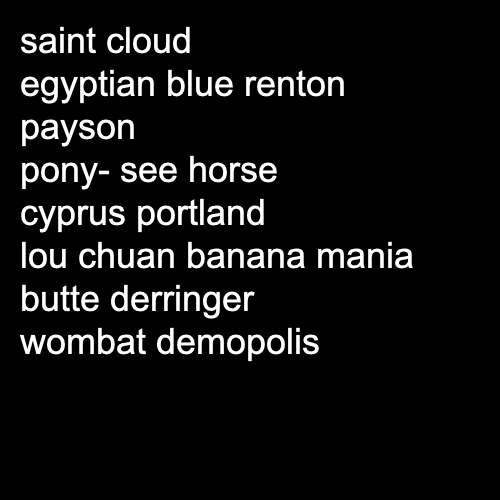 saint cloud
egyptian blue renton
payson
pony- see horse
cyprus portland
lou chuan banana mania
butte derringer
wombat demopolis